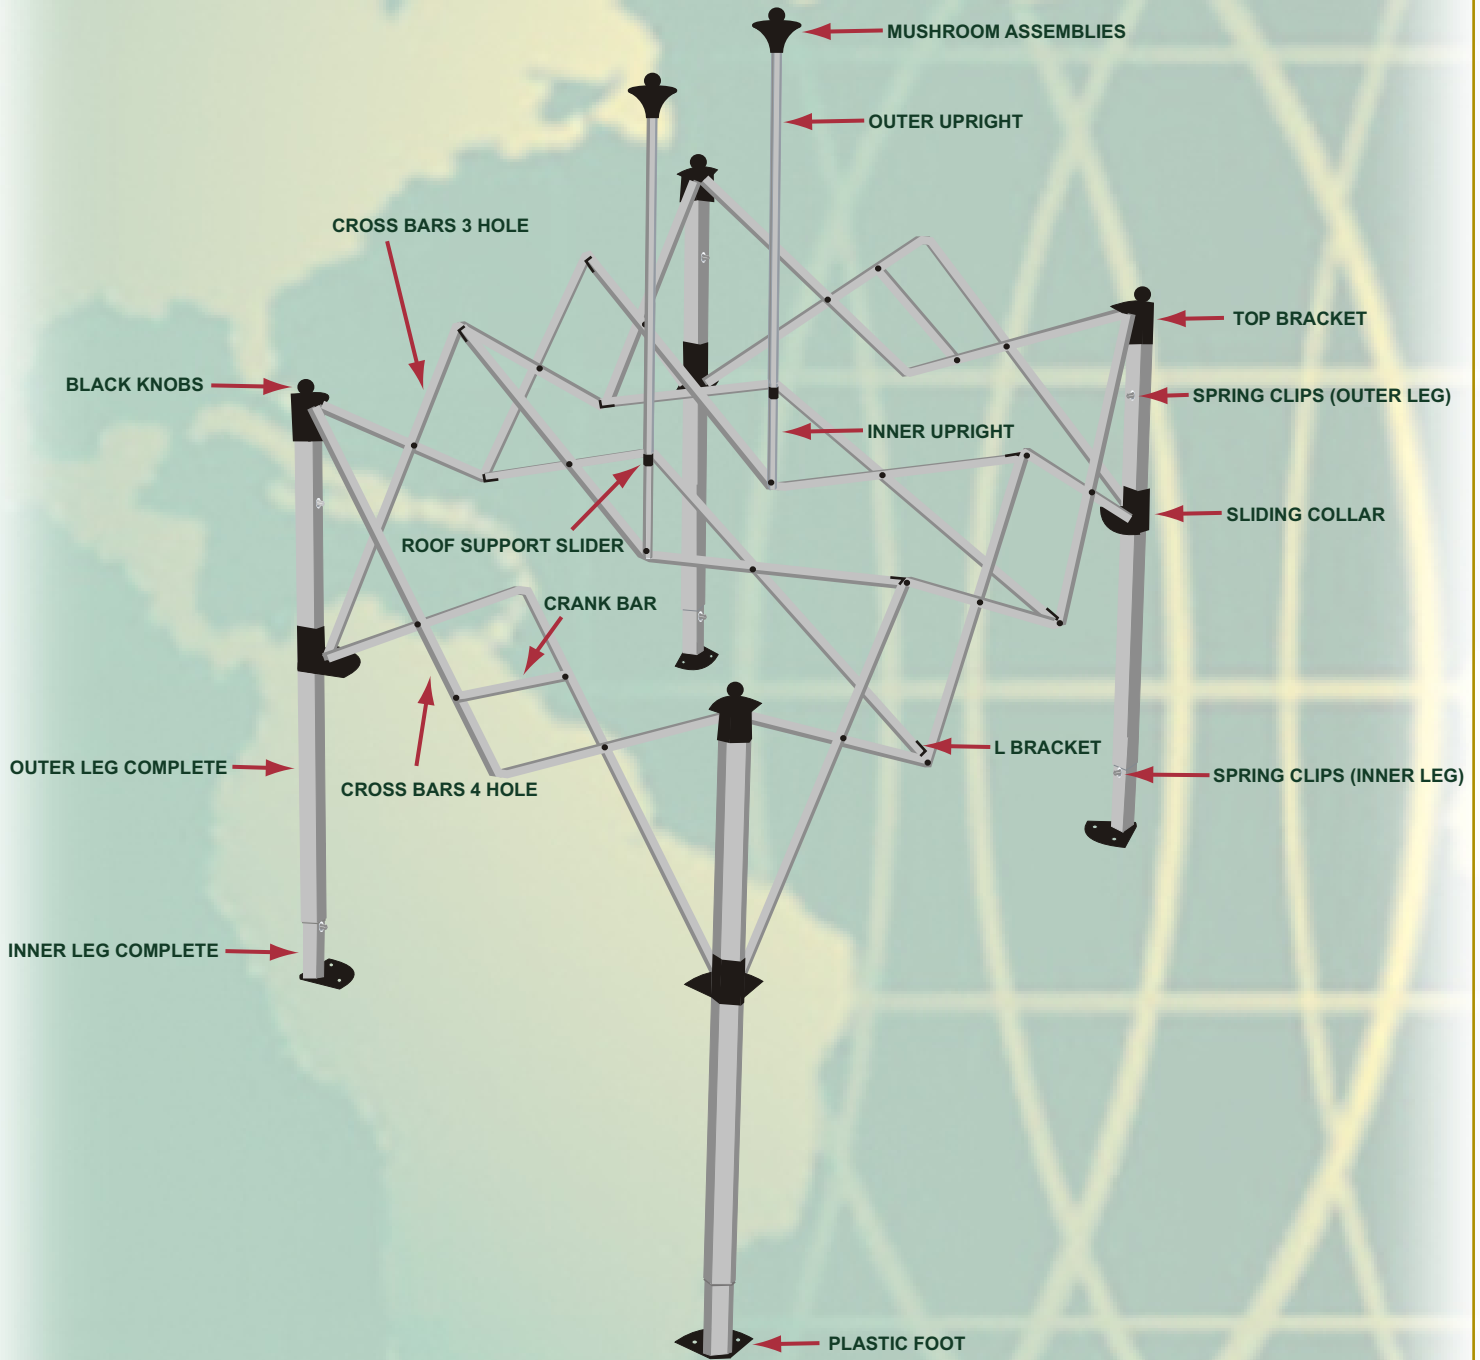 MUSHROOM ASSEMBLIES
OUTER UPRIGHT
CROSS BARS 3 HOLE
TOP BRACKET
BLACK KNOBS
SPRING CLIPS (OUTER LEG)
INNER UPRIGHT
SLIDING COLLAR
ROOF SUPPORT SLIDER
CRANK BAR
L BRACKET
OUTER LEG COMPLETE
SPRING CLIPS (INNER LEG)
CROSS BARS 4 HOLE
INNER LEG COMPLETE
PLASTIC FOOT